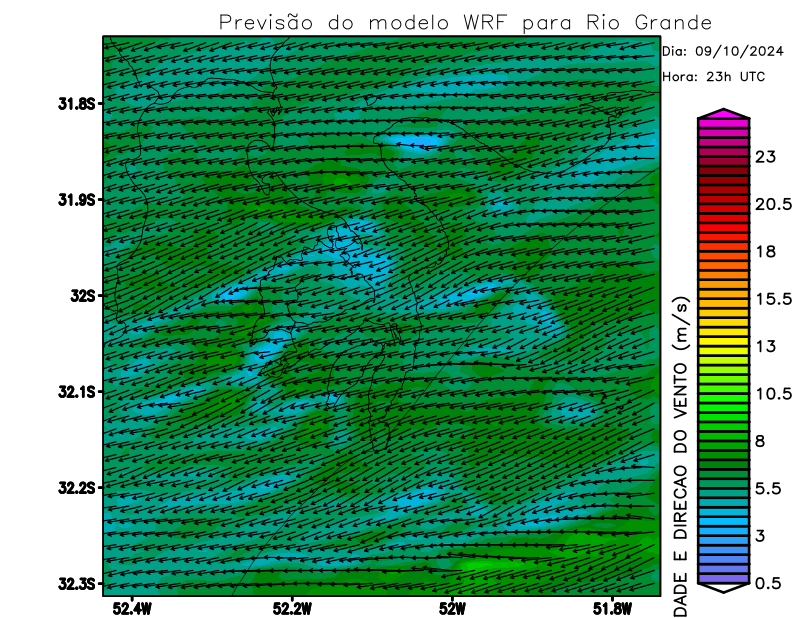 Previsão do modelo WRF para Rio Grande
Dia: 09/10/2024
Hora: 23h UTC
31.8S
31.9S
32S
32.1S
32.2S
32.3S
52.4W
52.2W
52W
51.8W
23
20.5
18
15.5
13
10.5
8
5.5
3
0.5
DADE E DIRECAO DO VENTO (m/s)